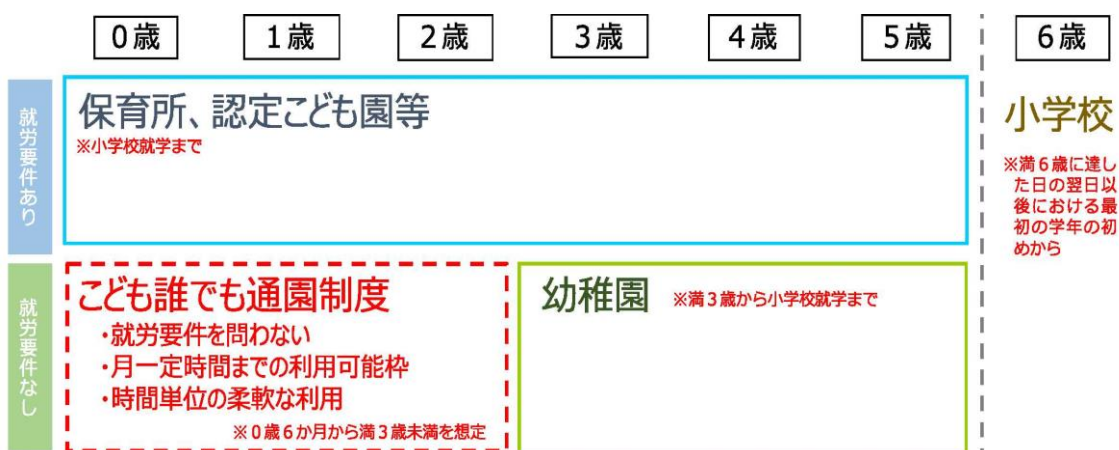 0歳
1歳
2歳
3歳
4歳
5歳
6歳
就労要件あり
保育所、認定こども園等
※小学校就学まで
小学校
※満６歳に達し
た日の翌日以
後における最
初の学年の初
めから
就労要件なし
こども誰でも通園制度
・就労要件を問わない
・月一定時間までの利用可能枠
・時間単位の柔軟な利用
※０歳６か月から満３歳未満を想定
幼稚園 ※満３歳から小学校就学まで